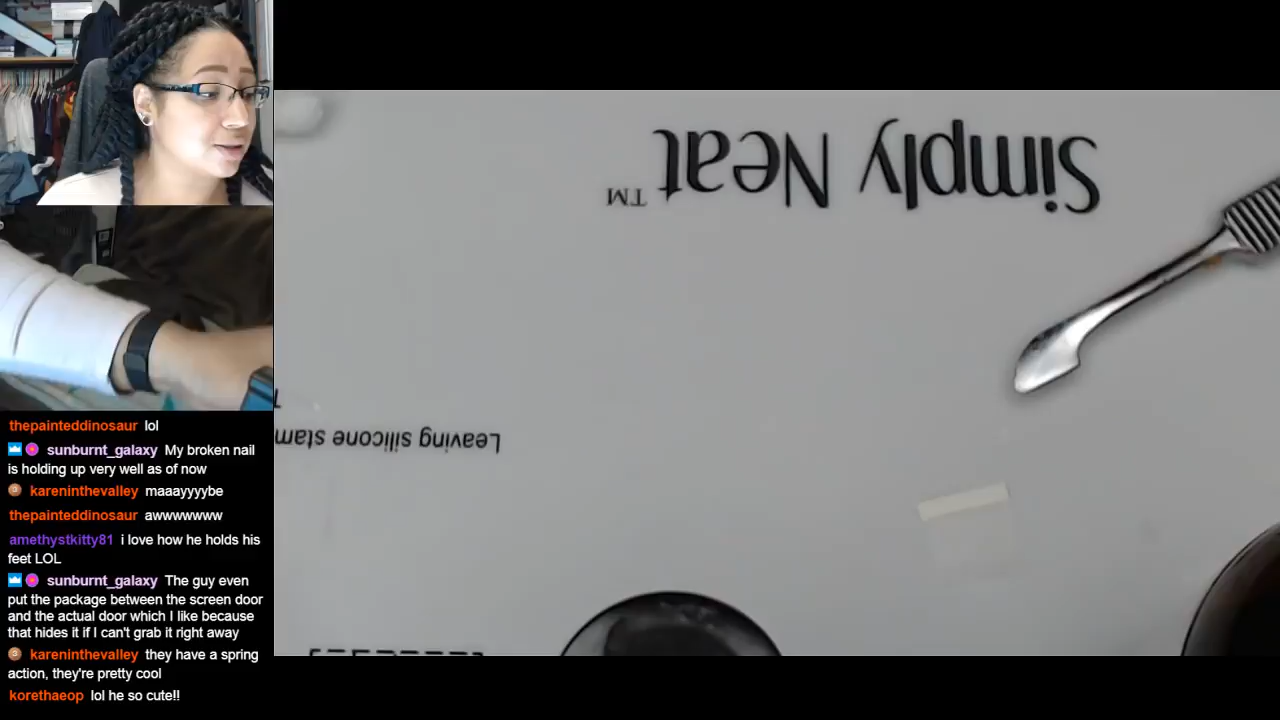 Simply Neat ™
Leaving silicone stam
thepainteddinosaur lol
sunburnt_galaxy My broken nail
is holding up very well as of now
kareninthevalley maaayyyybe
thepainteddinosaur awwwwwww
amethystkitty81 i love how he holds his
feet LOL
sunburnt_galaxy The guy even
put the package between the screen door
and the actual door which I like because
that hides it if I can't grab it right away
kareninthevalley they have a spring
action, they're pretty cool
korethaeop lol he so cute!!